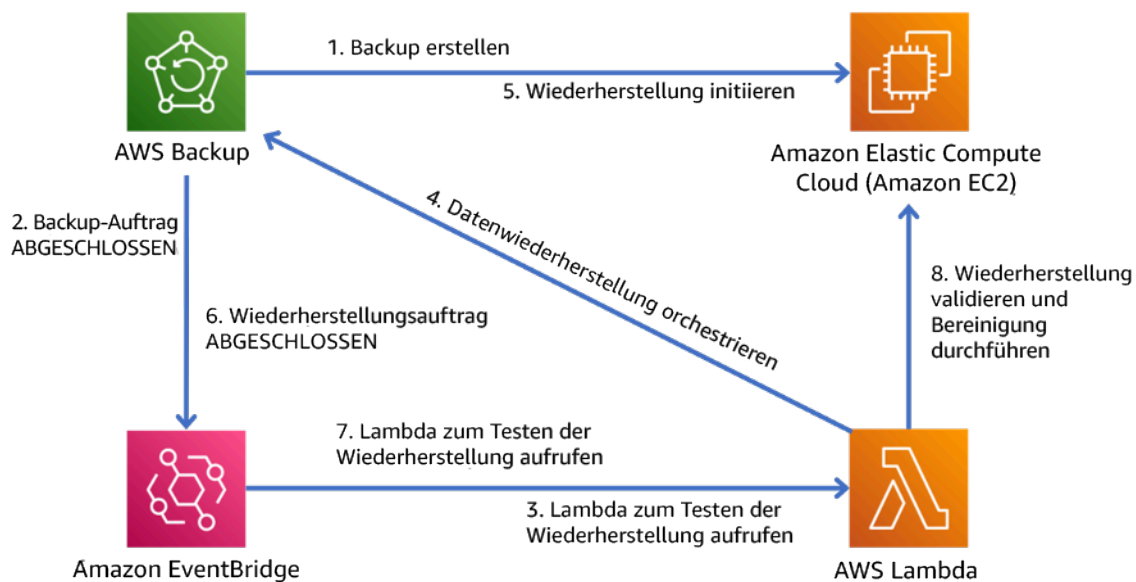 1. Backup erstellen
5. Wiederherstellung initiieren
AWS Backup
Amazon Elastic Compute
Cloud (Amazon EC2)
2. Backup-Auftrag
ABGESCHLOSSEN
4. Datenwiederherstellung orchestrieren
6. Wiederherstellungsauftrag
ABGESCHLOSSEN
8. Wiederherstellung
validieren und
Bereinigung
durchführen
7. Lambda zum Testen der
Wiederherstellung aufrufen
3. Lambda zum Testen der
Wiederherstellung aufrufen
Amazon EventBridge
AWS Lambda